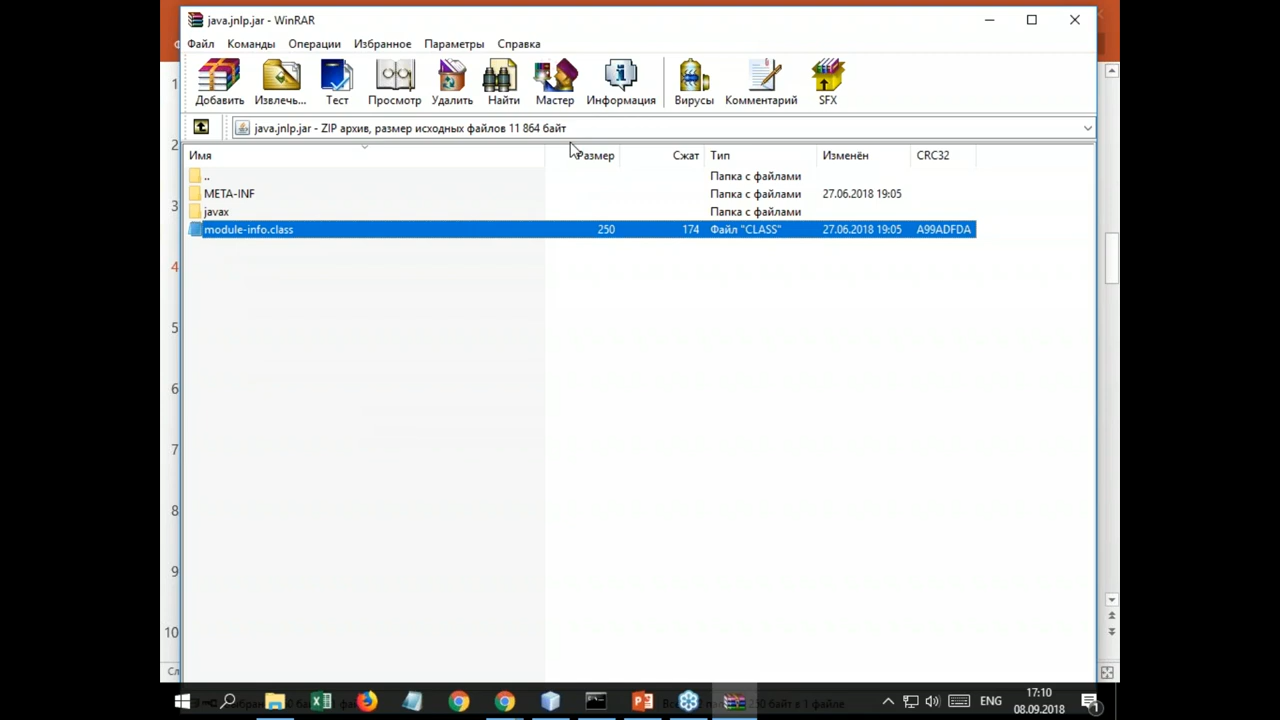 java.jnlp.jar - WinRAR
Файл Команды Операции Избранное Параметры Справка
Добавить Извлечь... Тест Просмотр Удалить Найти Мастер Информация Вирусы Комментарий SFX
java.jnlp.jar - ZIP архив, размер исходных файлов 11 864 байт
Имя Размер Сжат Тип Изменён CRC32
.. Папка с файлами
META-INF Папка с файлами 27.06.2018 19:05
javax Папка с файлами
module-info.class 250 174 Файл "CLASS" 27.06.2018 19:05 A99ADFDA
1
2
3
4
5
6
7
8
9
10
ENG
17:10
08.09.2018
1